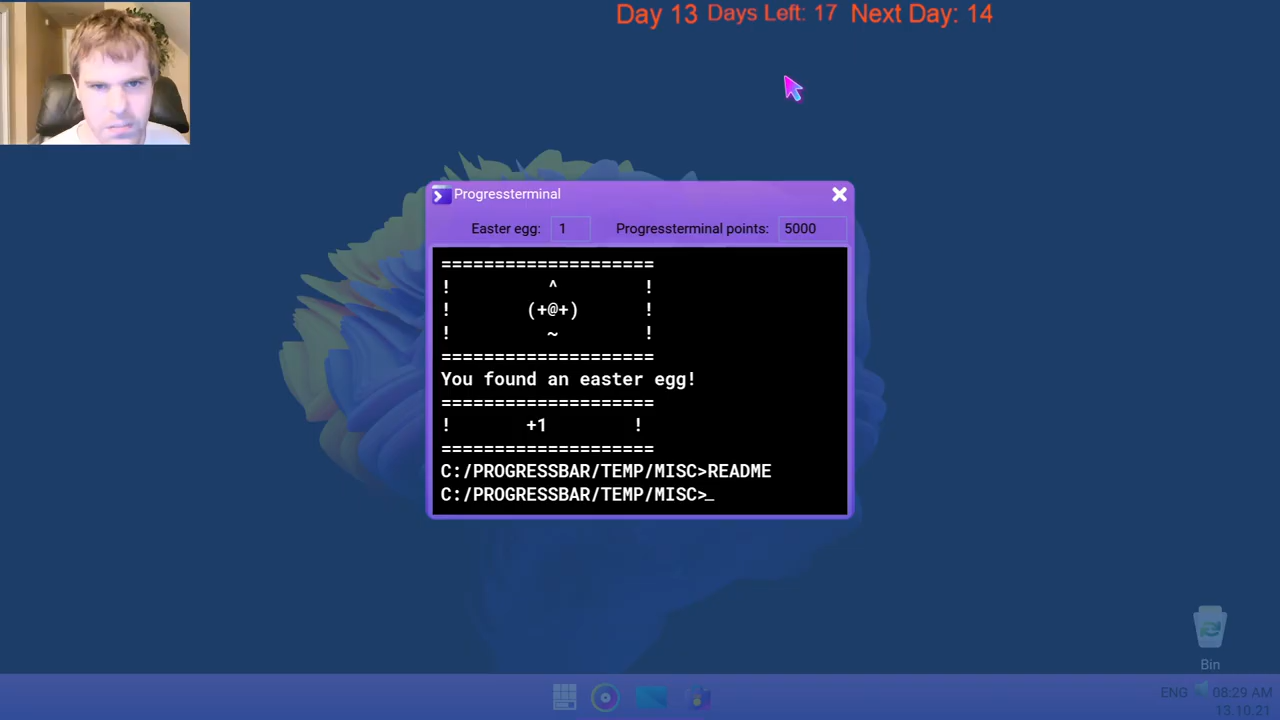 Day 13 Days Left: 17 Next Day: 14
Progressterminal
Easter egg: 1 Progressterminal points: 5000
====================
! ^ !
! (+@+) !
! ~ !
====================
You found an easter egg!
====================
! +1 !
====================
C:/PROGRESSBAR/TEMP/MISC>README
C:/PROGRESSBAR/TEMP/MISC>_
Bin
ENG 08:29 AM
13.10.21